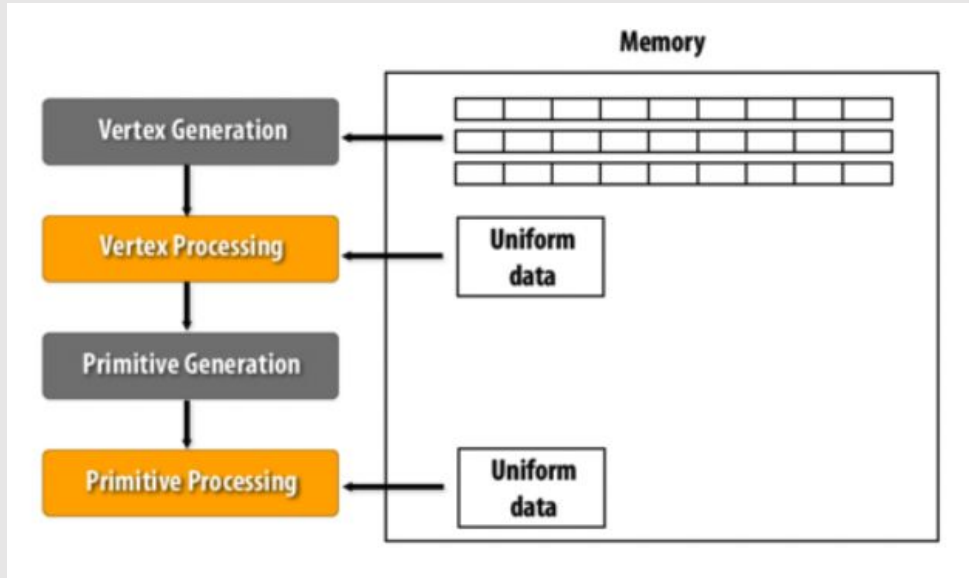 Memory
Vertex Generation
Vertex Processing
Uniform
data
Primitive Generation
Primitive Processing
Uniform
data